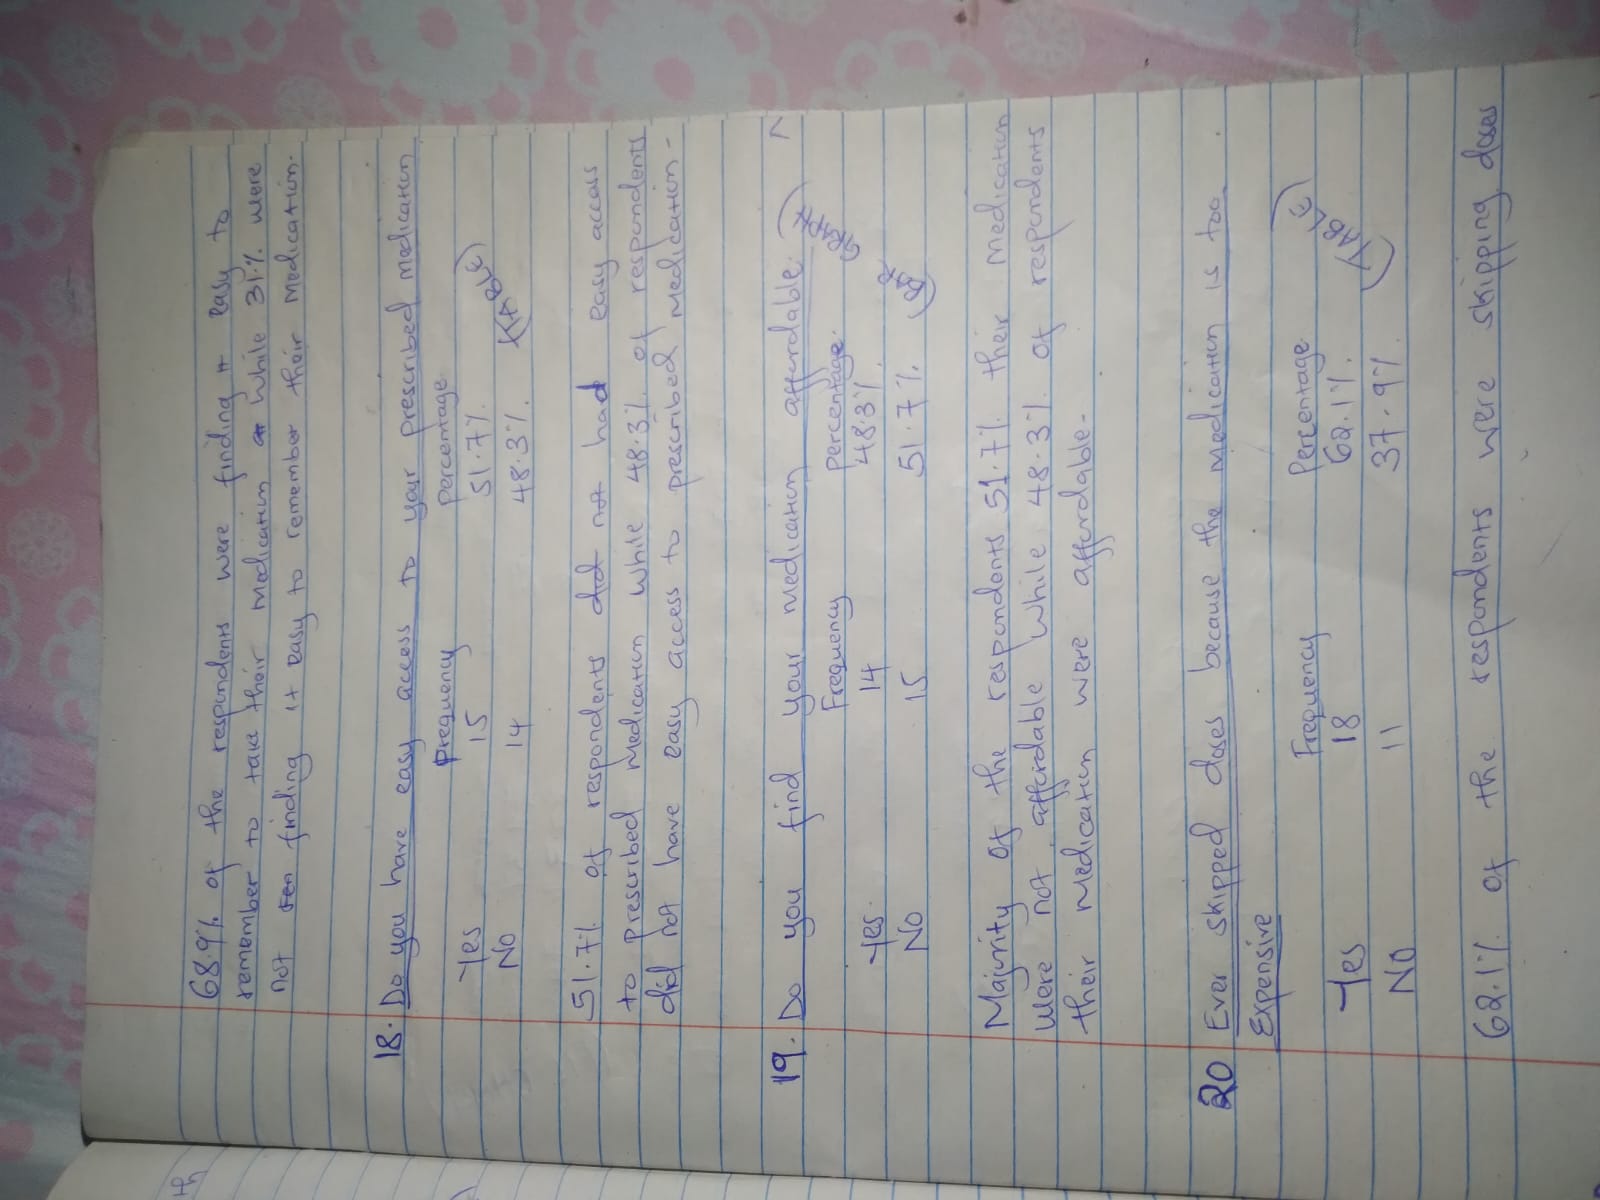 68.9% of the respondents were finding it easy to
remember to take their medication while 31.% were
not finding it easy to remember their medication.
18. Do you have easy access to your prescribed medication
Frequency Percentage
Yes 15 51.7%
No 14 48.3% (TABLE)
51.7% of respondents did not had easy access
to prescribed medication while 48.3% of respondents
did not have easy access to prescribed medication-
19. Do you find your medication affordable. (PIE
Frequency Percentage. GRAPH
Yes. 14 48.3%
No 15 51.7%
Majority of the respondents 51.7% their medication
were not affordable while 48.3% of respondents
their medication were affordable-
20 Ever skipped doses because the medication is too
Expensive
Frequency Percentage
Yes 18 62.1% (TABLE)
No 11 37.9%
62.1% of the respondents were skipping doses